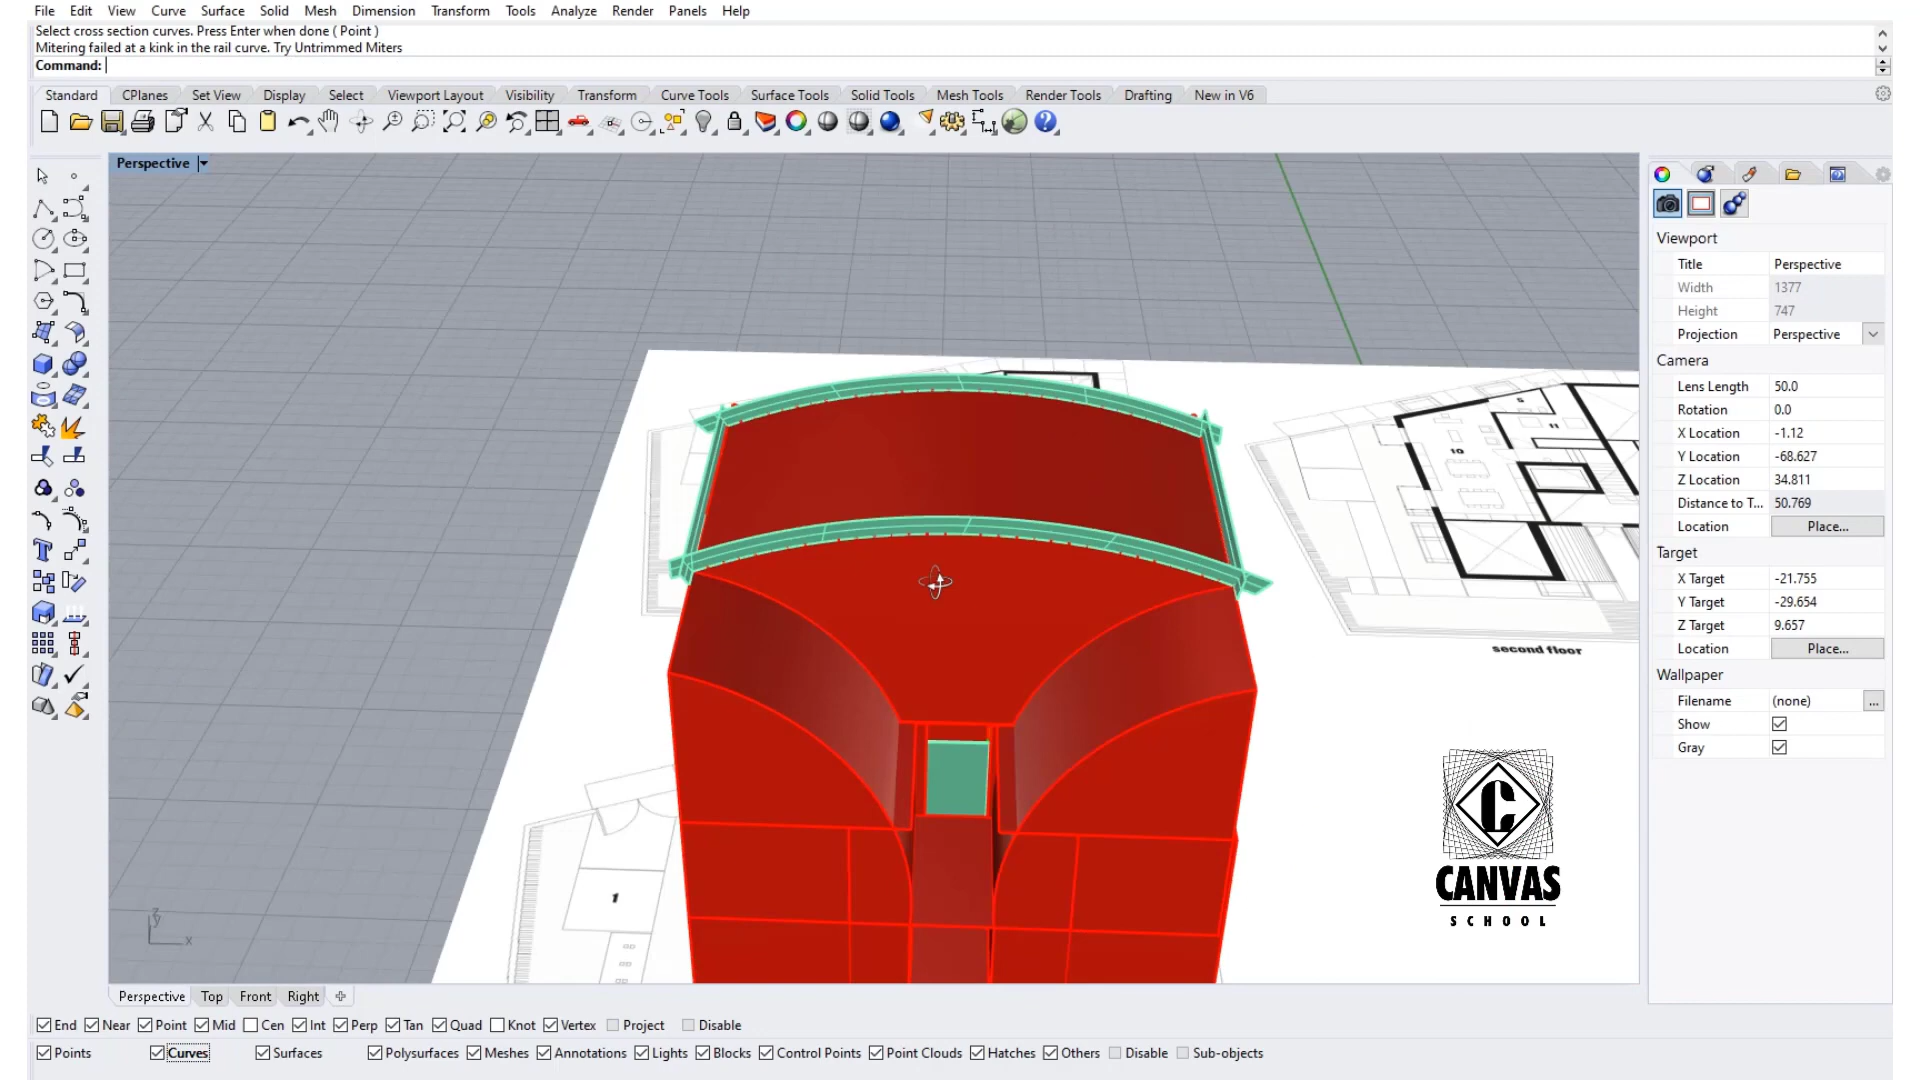 File Edit View Curve Surface Solid Mesh Dimension Transform Tools Analyze Render Panels Help
Select cross section curves. Press Enter when done ( Point )
Mitering failed at a kink in the rail curve. Try Untrimmed Miters
Command:
Standard CPlanes Set View Display Select Viewport Layout Visibility Transform Curve Tools Surface Tools Solid Tools Mesh Tools Render Tools Drafting New in V6
Perspective
Viewport
Title Perspective
Width 1377
Height 747
Projection Perspective
Camera
Lens Length 50.0
Rotation 0.0
X Location -1.12
Y Location -68.627
Z Location 34.811
Distance to T... 50.769
Location Place...
Target
X Target -21.755
Y Target -29.654
Z Target 9.657
Location Place...
Wallpaper
Filename (none) ...
Show
Gray
5
11
10
second floor
1
C
CANVAS
SCHOOL
z
y
x
Perspective Top Front Right
End Near Point Mid Cen Int Perp Tan Quad Knot Vertex Project Disable
Points Curves Surfaces Polysurfaces Meshes Annotations Lights Blocks Control Points Point Clouds Hatches Others Disable Sub-objects